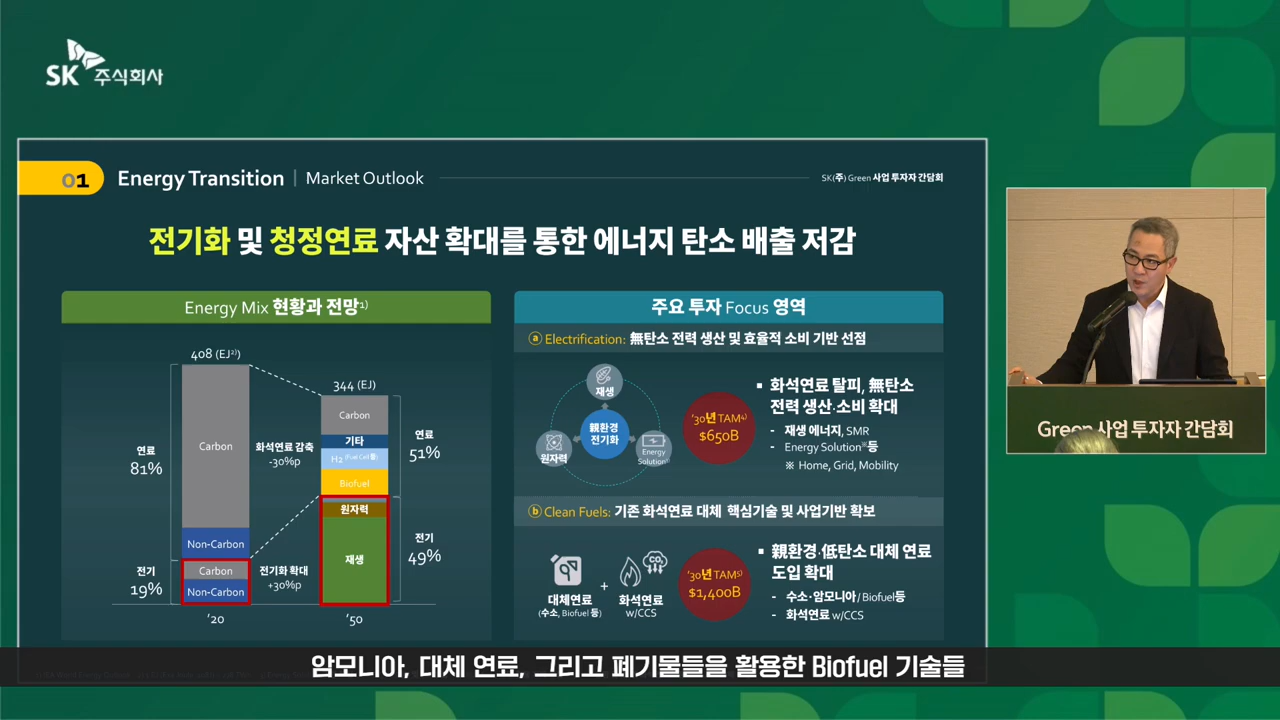 SK 주식회사
01 Energy Transition | Market Outlook
SK(주) Green 사업 투자자 간담회
전기화 및 청정연료 자산 확대를 통한 에너지 탄소 배출 저감
Energy Mix 현황과 전망1)
408 (EJ2))
344 (EJ)
연료
81%
Carbon
Non-Carbon
전기
19%
Carbon
Non-Carbon
'20
화석연료 감축
-30%p
전기화 확대
+30%p
Carbon
기타
H2 (Fuel Cell 등)
Biofuel
원자력
재생
'50
연료
51%
전기
49%
주요 투자 Focus 영역
ⓐ Electrification: 無탄소 전력 생산 및 효율적 소비 기반 선점
재생
親환경
전기화
원자력
Energy
Solution
'30년 TAM4)
$650B
▪ 화석연료 탈피, 無탄소
전력 생산·소비 확대
- 재생 에너지, SMR
- Energy Solution※등
※ Home, Grid, Mobility
ⓑ Clean Fuels: 기존 화석연료 대체 핵심기술 및 사업기반 확보
대체연료
(수소, Biofuel 등)
+
CO2
화석연료
w/CCS
'30년 TAM5)
$1,400B
▪ 親환경·低탄소 대체 연료
도입 확대
- 수소·암모니아/ Biofuel등
- 화석연료 w/CCS
Green 사업 투자자 간담회
암모니아, 대체 연료, 그리고 폐기물들을 활용한 Biofuel 기술들